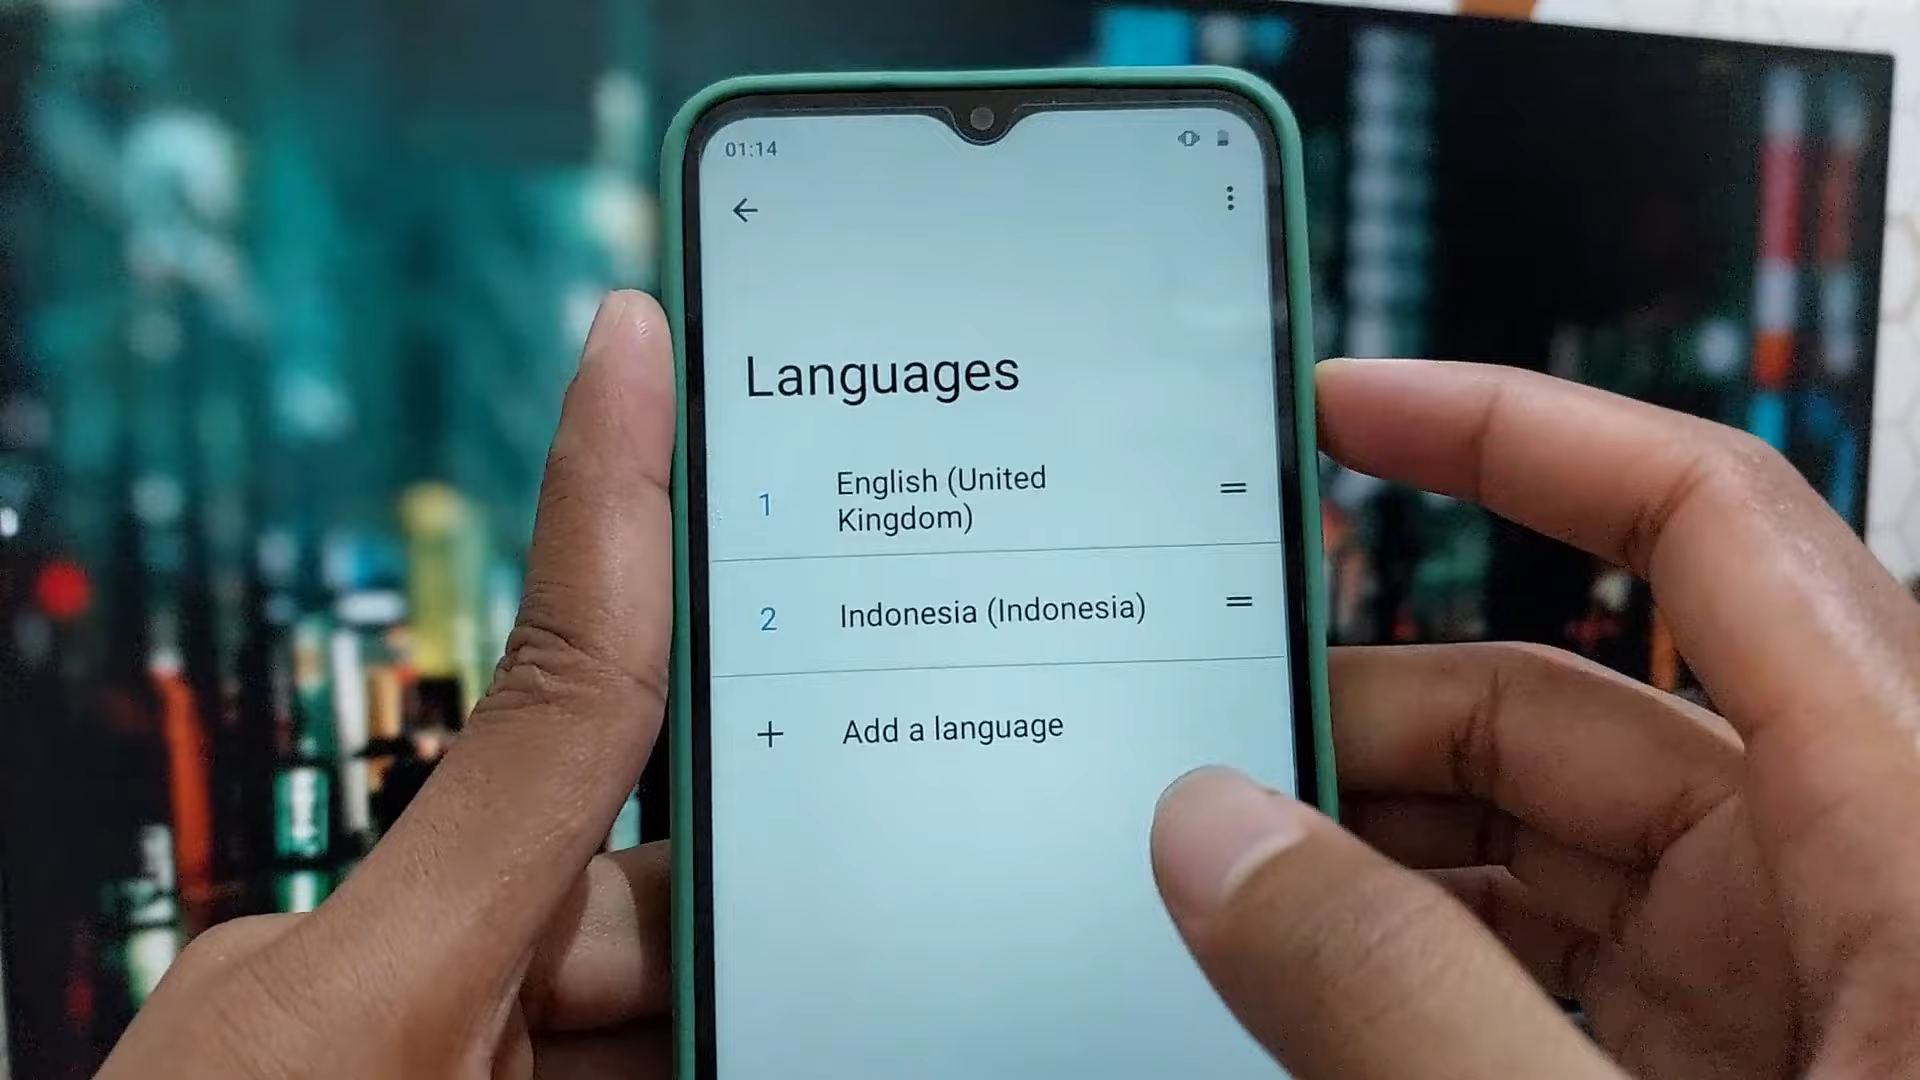 01:14
Languages
1 English (United
Kingdom)
2 Indonesia (Indonesia)
+ Add a language